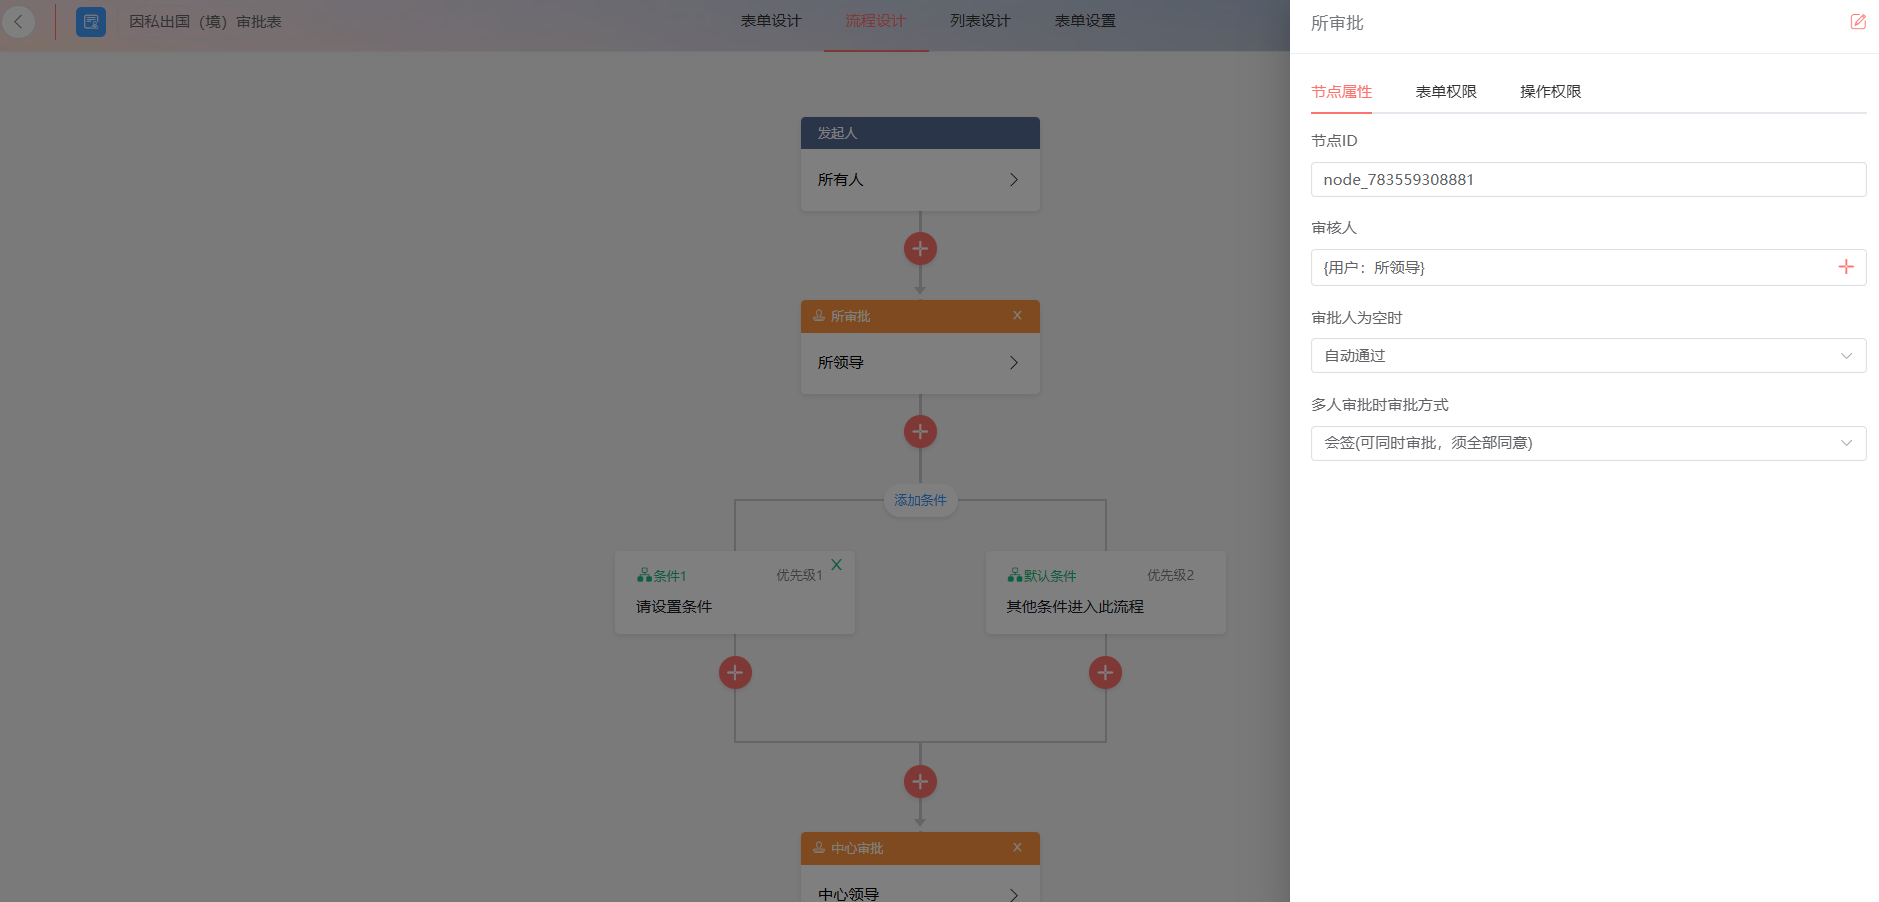 因私出国（境）审批表
表单设计
流程设计
列表设计
表单设置
发起人
所有人
所审批
X
所领导
添加条件
条件1
优先级1
X
请设置条件
默认条件
优先级2
其他条件进入此流程
中心审批
X
中心领导
所审批
节点属性
表单权限
操作权限
节点ID
node_783559308881
审核人
{用户：所领导}
审批人为空时
自动通过
多人审批时审批方式
会签(可同时审批，须全部同意)